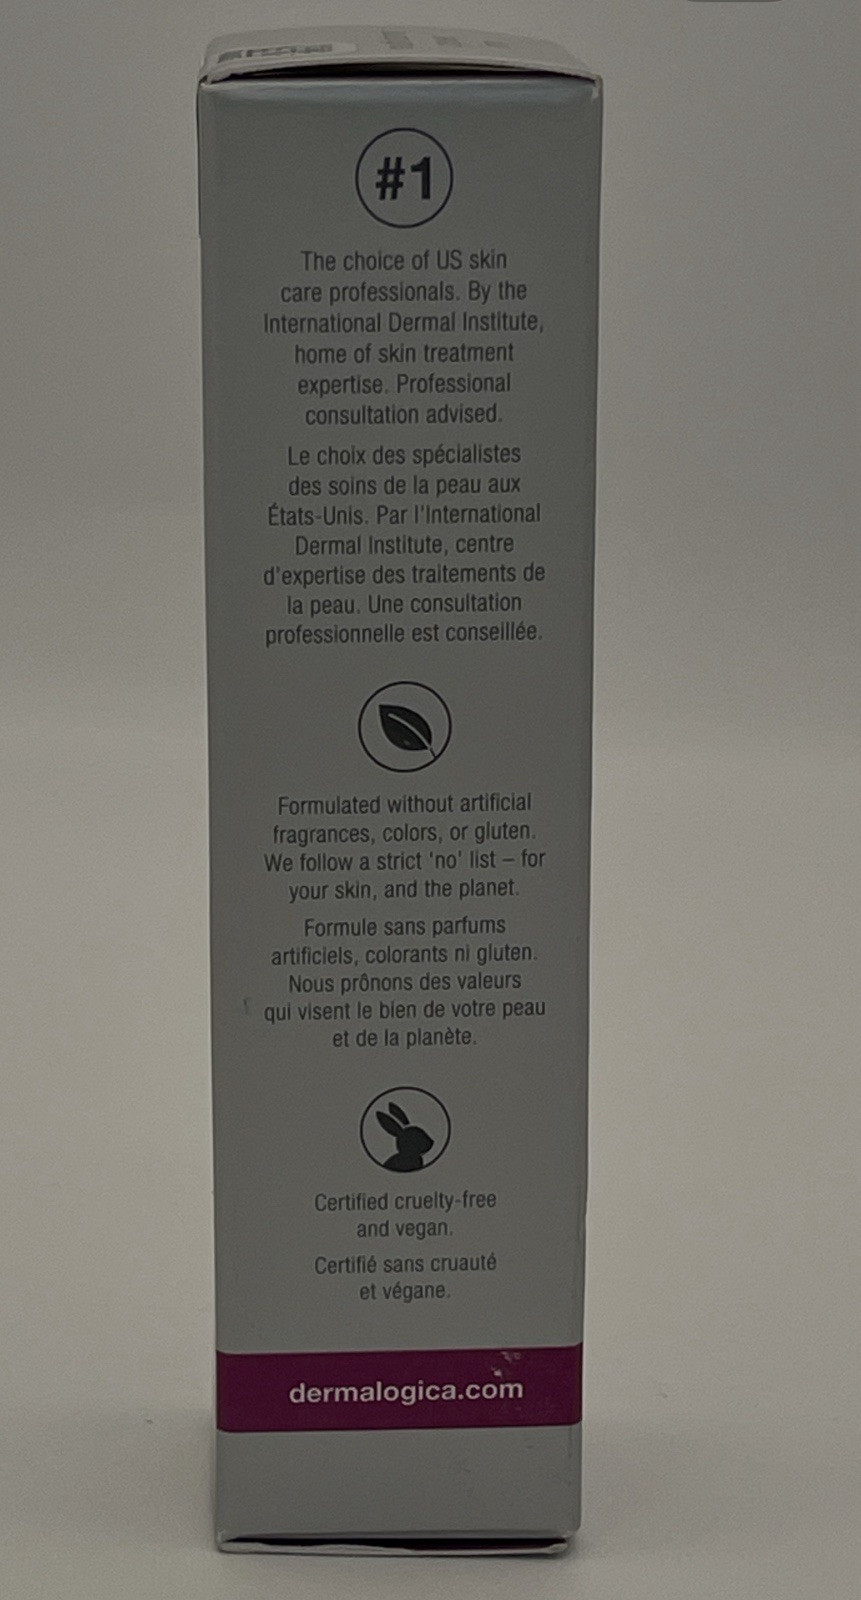 #1
The choice of US skin
care professionals. By the
International Dermal Institute,
home of skin treatment
expertise. Professional
consultation advised.
Le choix des spécialistes
des soins de la peau aux
États-Unis. Par l'International
Dermal Institute, centre
d'expertise des traitements de
la peau. Une consultation
professionnelle est conseillée.
Formulated without artificial
fragrances, colors, or gluten.
We follow a strict 'no' list – for
your skin, and the planet.
Formule sans parfums
artificiels, colorants ni gluten.
Nous prônons des valeurs
qui visent le bien de votre peau
et de la planète.
Certified cruelty-free
and vegan.
Certifié sans cruauté
et végane.
dermalogica.com